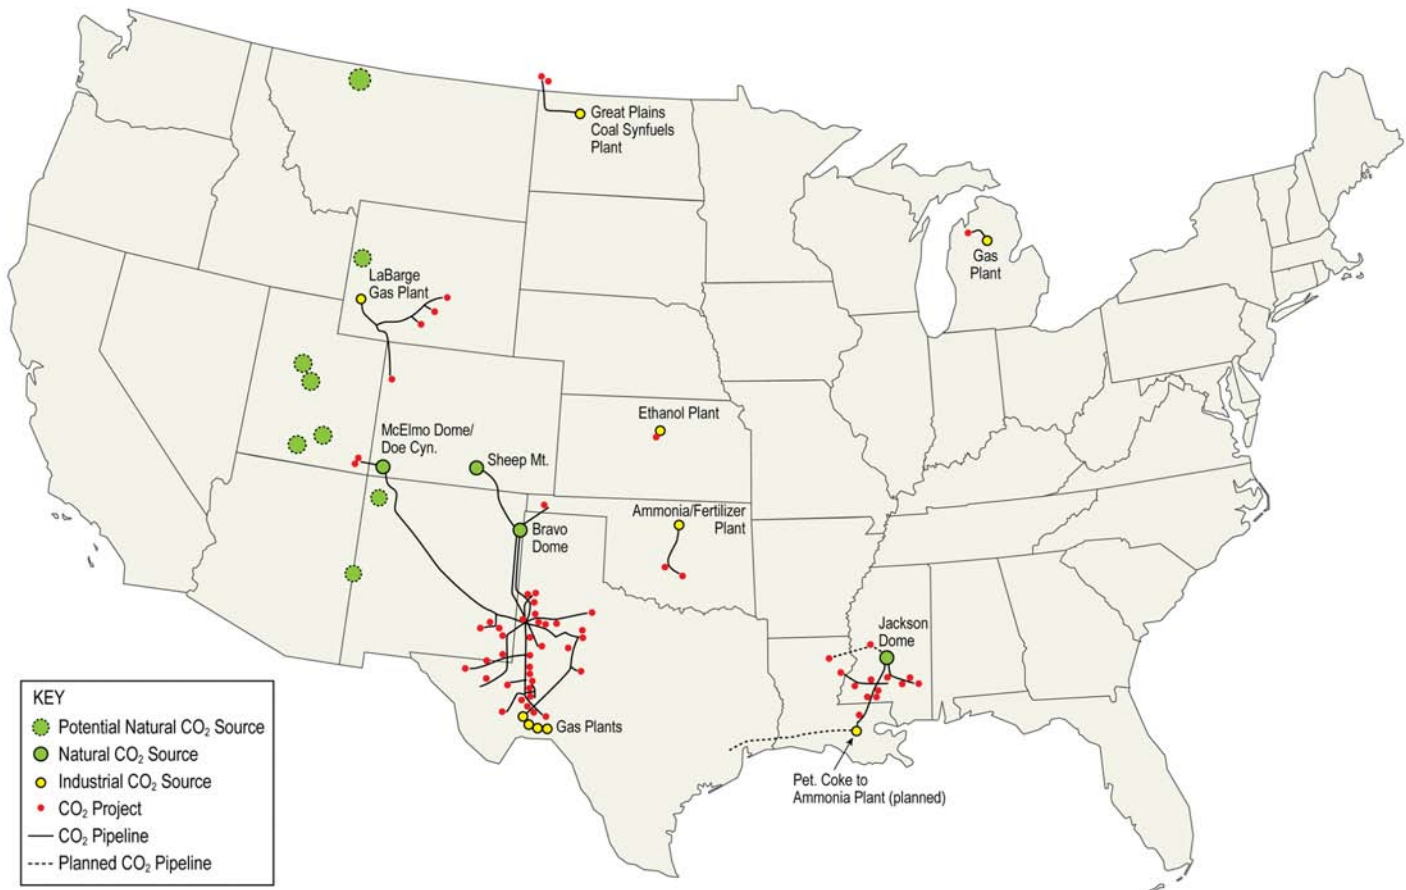 Great Plains
Coal Synfuels
Plant
LaBarge
Gas Plant
Gas
Plant
McElmo Dome/
Doe Cyn.
Sheep Mt.
Ethanol Plant
Bravo
Dome
Ammonia/Fertilizer
Plant
Jackson
Dome
Gas Plants
Pet. Coke to
Ammonia Plant (planned)
KEY
Potential Natural CO₂ Source
Natural CO₂ Source
Industrial CO₂ Source
CO₂ Project
CO₂ Pipeline
Planned CO₂ Pipeline